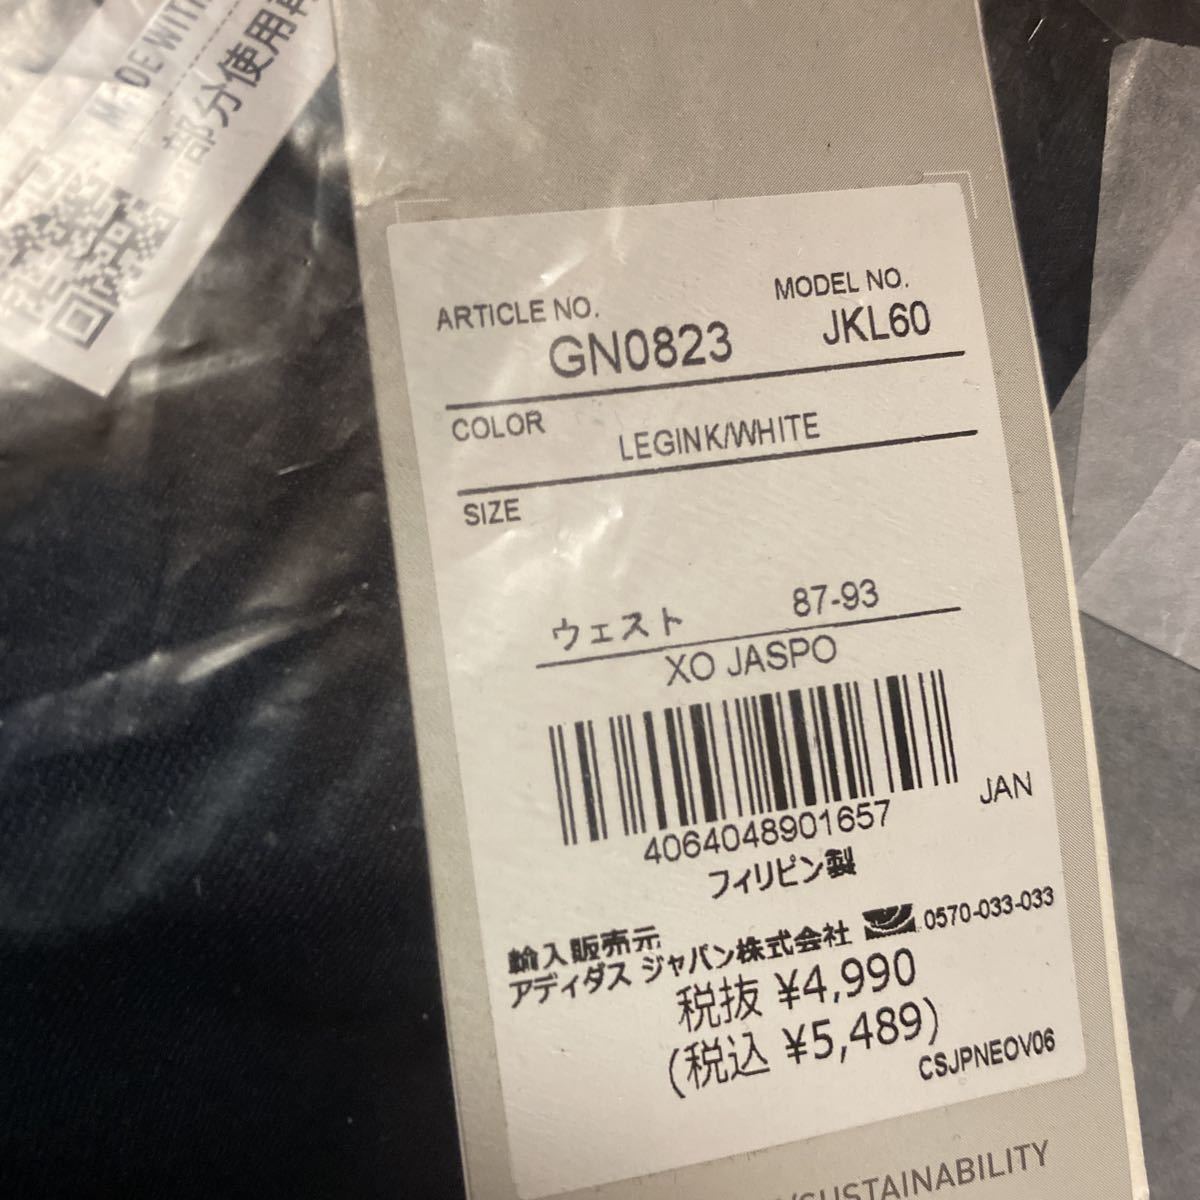 MADE WITH
部分使用
ARTICLE NO.
MODEL NO.
GN0823
JKL60
COLOR
LEGINK/WHITE
SIZE
ウェスト 87-93
XO JASPO
4064048901657
JAN
フィリピン製
輸入販売元
アディダス ジャパン株式会社 0570-033-033
税抜 ¥4,990
(税込 ¥5,489)
CSJPNEOV06
/SUSTAINABILITY